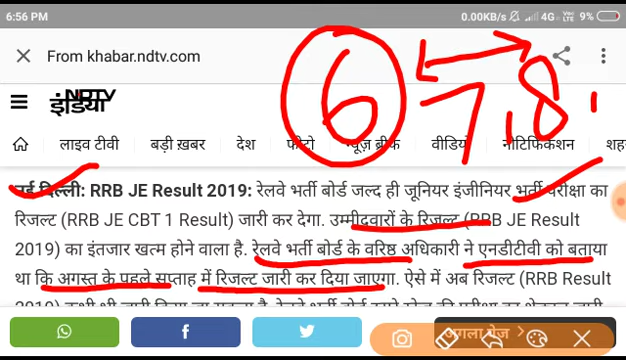 6:56 PM 0.00KB/s 4G VoLTE 9%
From khabar.ndtv.com
6 7,8
NDTV
इंडिया
लाइव टीवी बड़ी ख़बर देश फोटो न्यूज़ ब्रीफ वीडियो नोटिफिकेशन शहर
नई दिल्ली: RRB JE Result 2019: रेलवे भर्ती बोर्ड जल्द ही जूनियर इंजीनियर भर्ती परीक्षा का
रिजल्ट (RRB JE CBT 1 Result) जारी कर देगा. उम्मीदवारों के रिजल्ट (RRB JE Result
2019) का इंतजार खत्म होने वाला है. रेलवे भर्ती बोर्ड के वरिष्ठ अधिकारी ने एनडीटीवी को बताया
था कि अगस्त के पहले सप्ताह में रिजल्ट जारी कर दिया जाएगा. ऐसे में अब रिजल्ट (RRB Result
अगला पेज